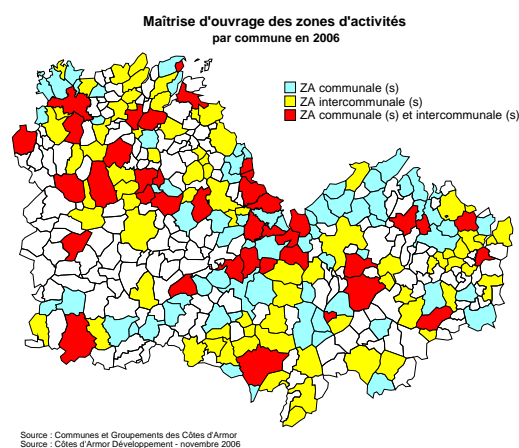 Maîtrise d'ouvrage des zones d'activités
par commune en 2006
ZA communale (s)
ZA intercommunale (s)
ZA communale (s) et intercommunale (s)
Source : Communes et Groupements des Côtes d'Armor
Source : Côtes d'Armor Développement - novembre 2006